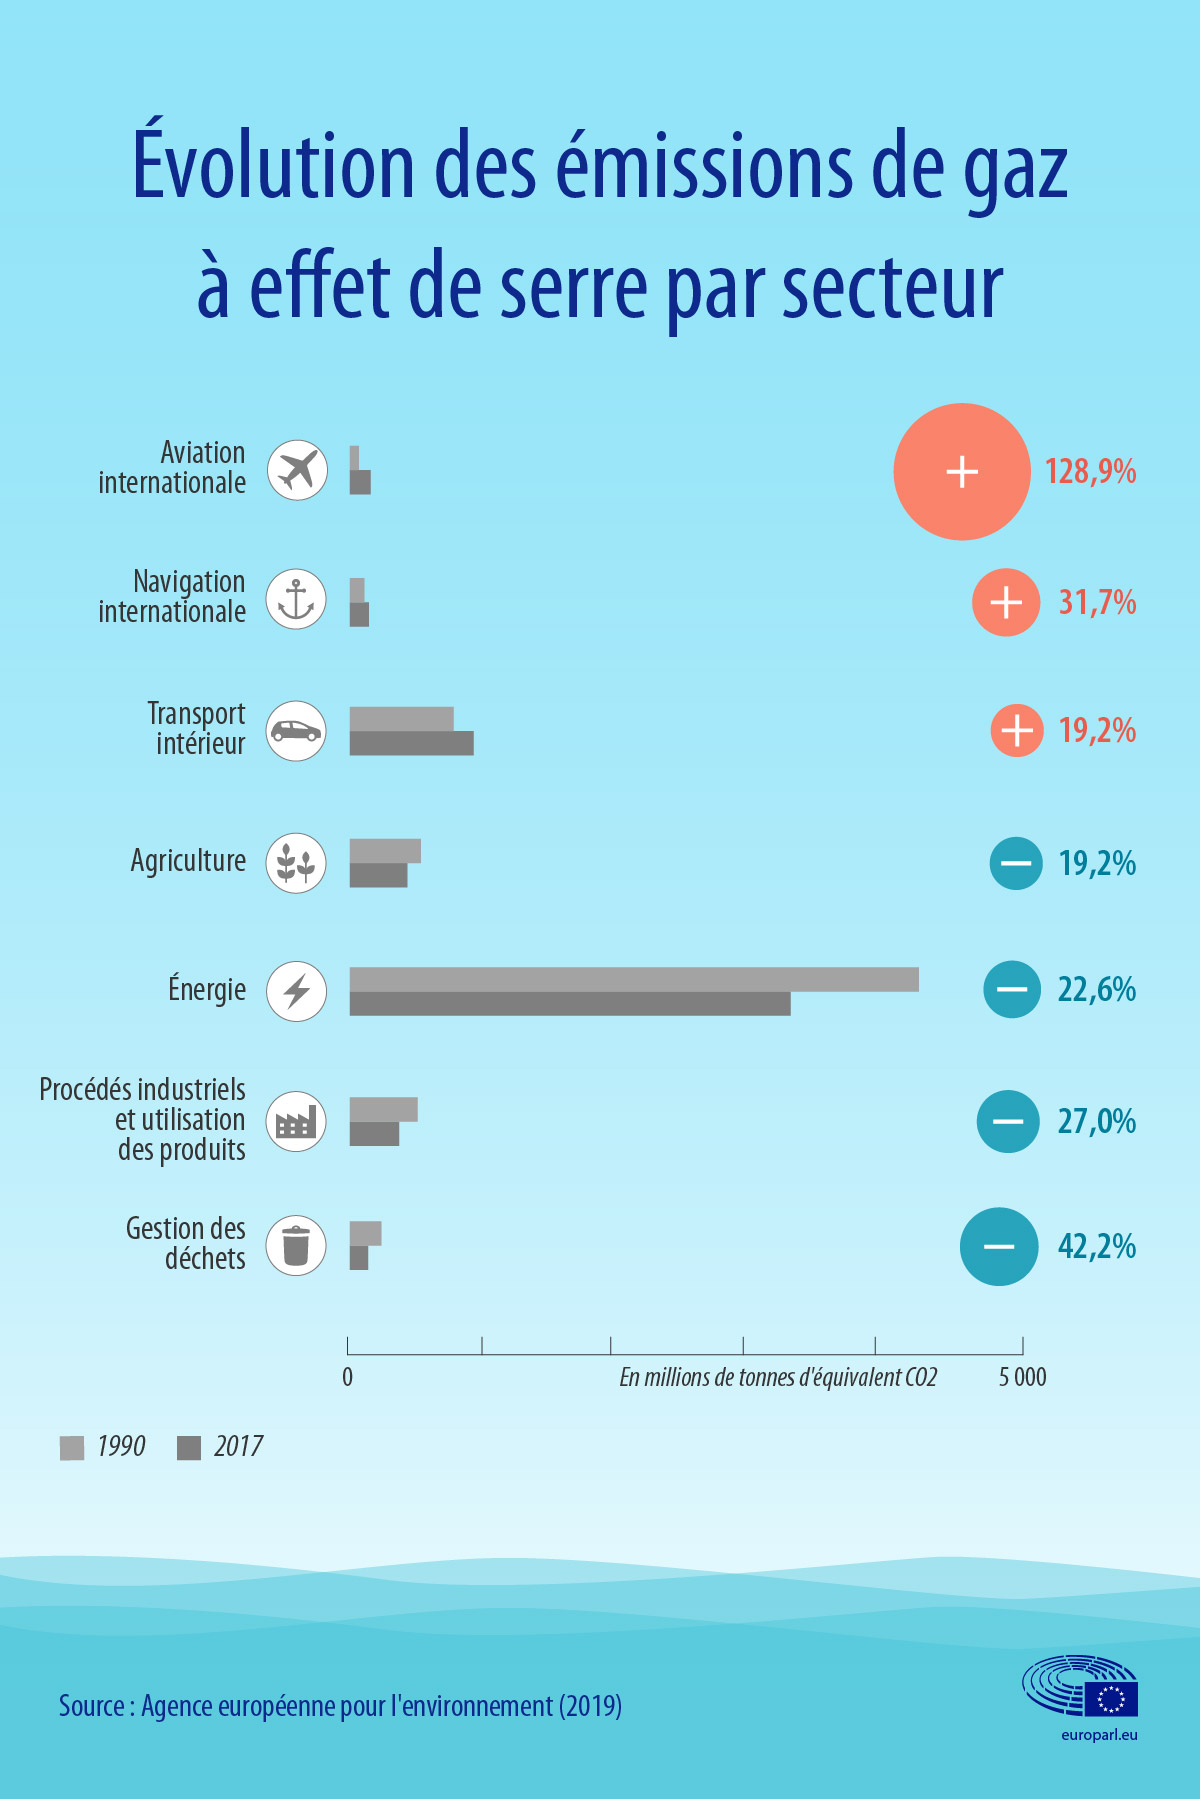 Évolution des émissions de gaz
à effet de serre par secteur
Aviation
internationale
+
128,9%
Navigation
internationale
+
31,7%
Transport
intérieur
+
19,2%
Agriculture
−
19,2%
Énergie
−
22,6%
Procédés industriels
et utilisation
des produits
−
27,0%
Gestion des
déchets
−
42,2%
0
En millions de tonnes d'équivalent CO2
5 000
1990
2017
Source : Agence européenne pour l'environnement (2019)
europarl.eu